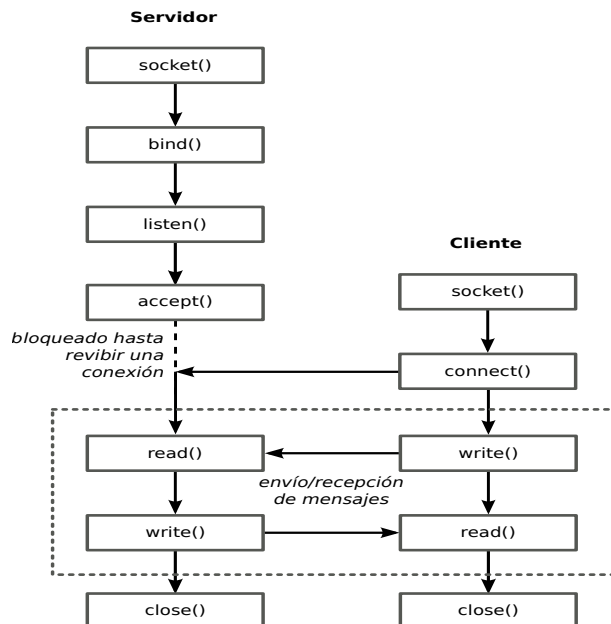 Servidor
socket()
bind()
listen()
accept()
bloqueado hasta
revibir una
conexión
Cliente
socket()
connect()
read()
write()
envío/recepción
de mensajes
write()
read()
close()
close()